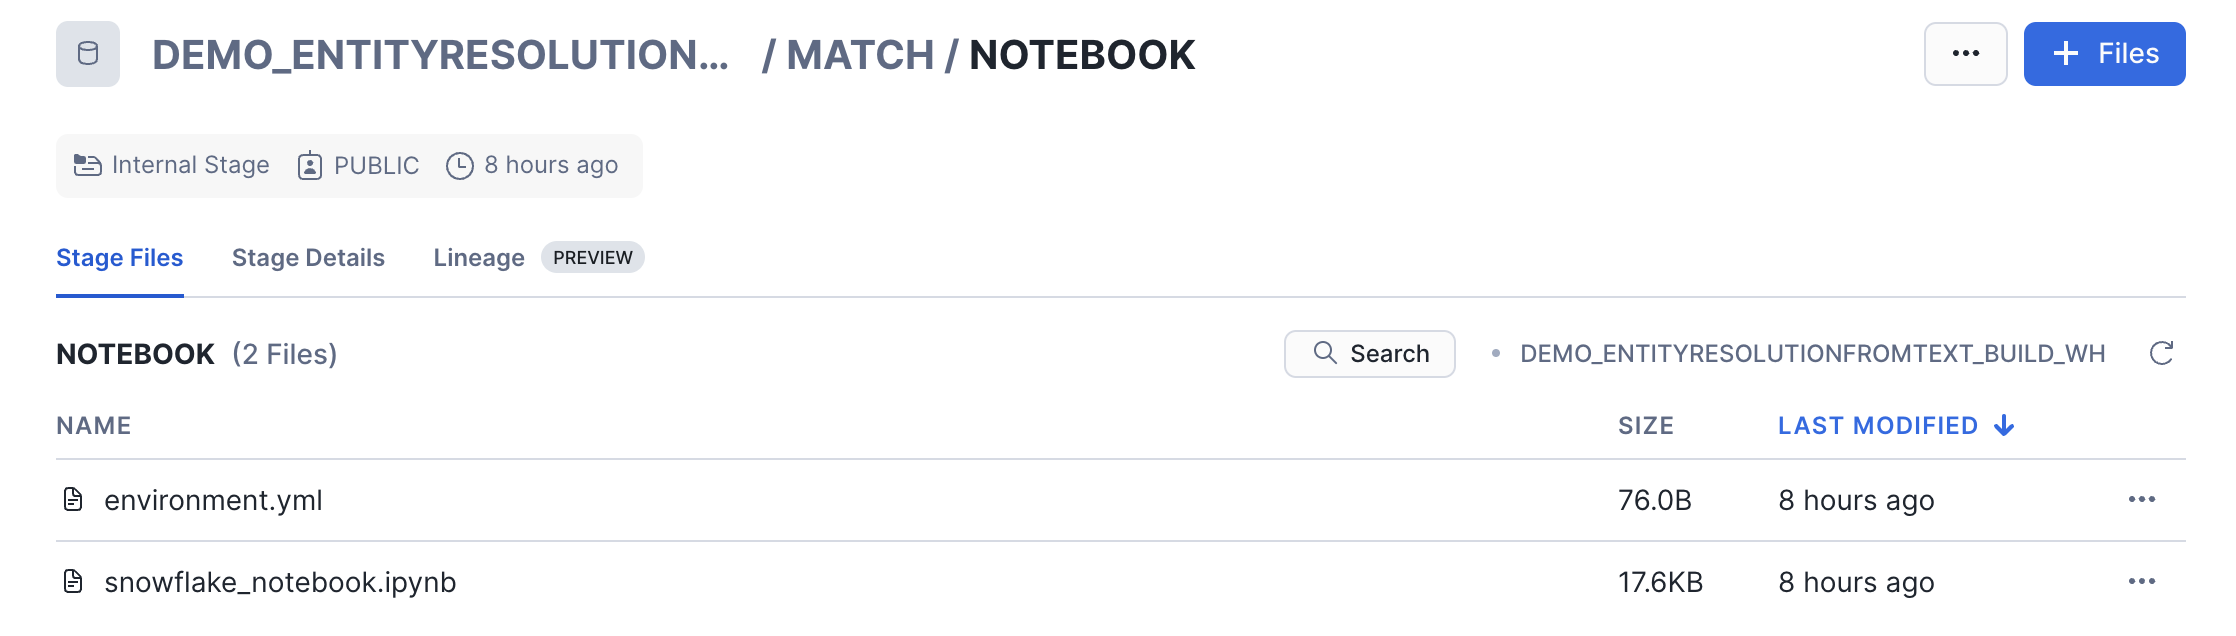 DEMO_ENTITYRESOLUTION... / MATCH / NOTEBOOK
... + Files
Internal Stage PUBLIC 8 hours ago
Stage Files Stage Details Lineage PREVIEW
NOTEBOOK (2 Files) Search • DEMO_ENTITYRESOLUTIONFROMTEXT_BUILD_WH
NAME SIZE LAST MODIFIED ↓
environment.yml 76.0B 8 hours ago ...
snowflake_notebook.ipynb 17.6KB 8 hours ago ...